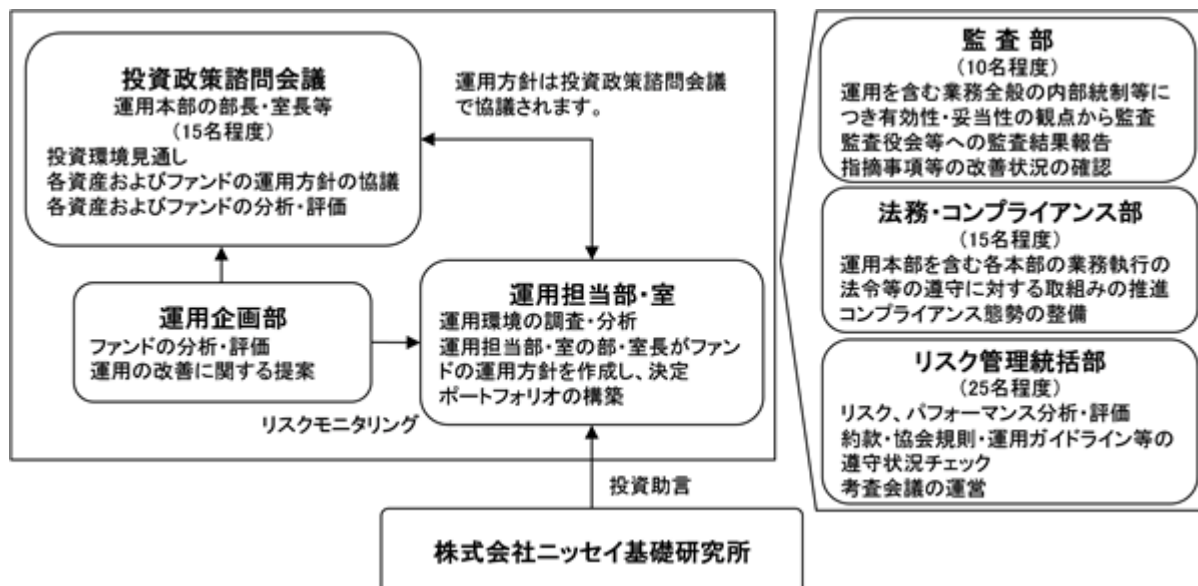 投資政策諮問会議
運用本部の部長・室長等
(15名程度)
投資環境見通し
各資産およびファンドの運用方針の協議
各資産およびファンドの分析・評価
運用方針は投資政策諮問会議
で協議されます。
運用企画部
ファンドの分析・評価
運用の改善に関する提案
リスクモニタリング
運用担当部・室
運用環境の調査・分析
運用担当部・室の部・室長がファン
ドの運用方針を作成し、決定
ポートフォリオの構築
投資助言
株式会社ニッセイ基礎研究所
監 査 部
(10名程度)
運用を含む業務全般の内部統制等に
つき有効性・妥当性の観点から監査
監査役会等への監査結果報告
指摘事項等の改善状況の確認
法務・コンプライアンス部
(15名程度)
運用本部を含む各本部の業務執行の
法令等の遵守に対する取組みの推進
コンプライアンス態勢の整備
リスク管理統括部
(25名程度)
リスク、パフォーマンス分析・評価
約款・協会規則・運用ガイドライン等の
遵守状況チェック
考査会議の運営